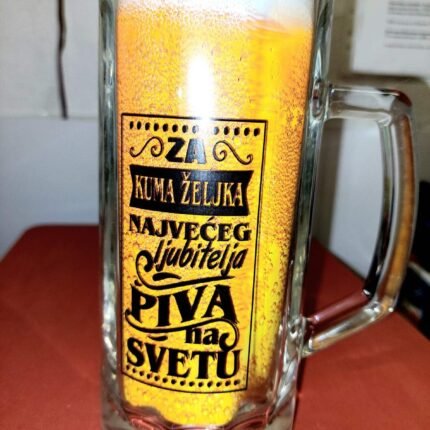 ZA
KUMA ŽELJKA
NAJVEĆEG
ljubitelja
PIVA
na
SVETU